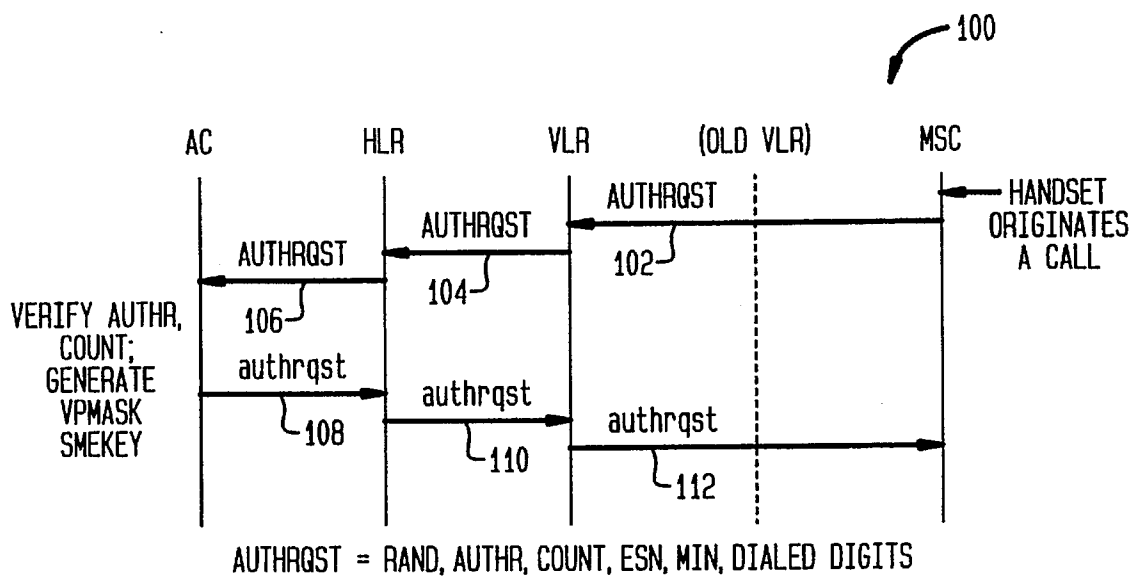 100
AC
HLR
VLR
(OLD VLR)
MSC
HANDSET
ORIGINATES
A CALL
AUTHRQST
102
AUTHRQST
104
AUTHRQST
106
VERIFY AUTHR,
COUNT;
GENERATE
VPMASK
SMEKEY
authrqst
108
authrqst
110
authrqst
112
AUTHRQST = RAND, AUTHR, COUNT, ESN, MIN, DIALED DIGITS